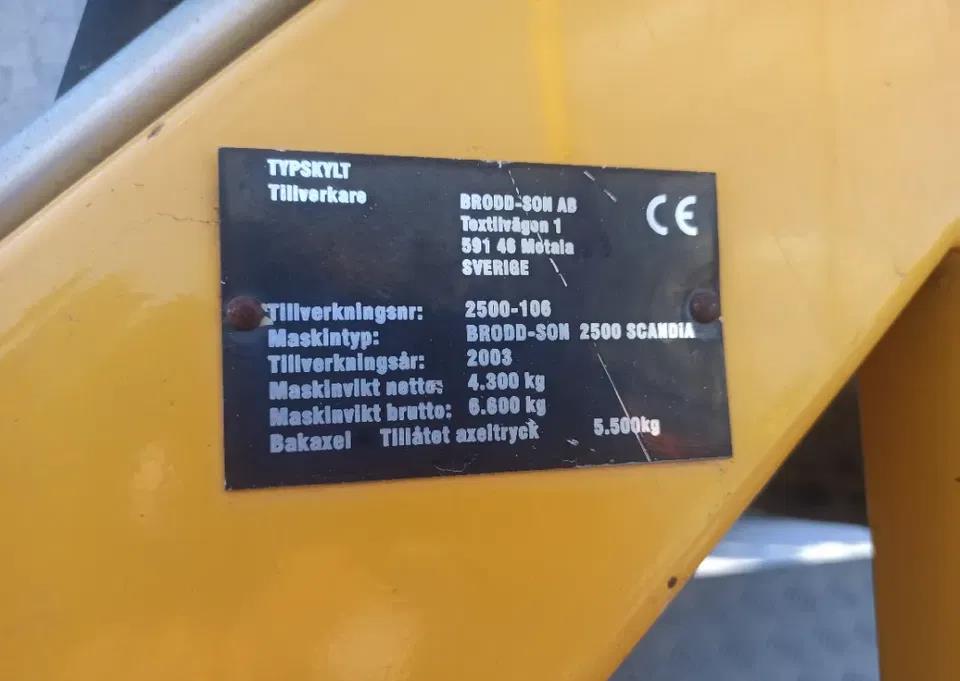 TYPSKYLT
Tillverkare BRODD-SON AB CE
Textilvägen 1
591 46 Motala
SVERIGE
Tillverkningsnr: 2500-106
Maskintyp: BRODD-SON 2500 SCANDIA
Tillverkningsår: 2003
Maskinvikt netto: 4.300 kg
Maskinvikt brutto: 6.600 kg
Bakaxel Tillåtet axeltryck 5.500kg